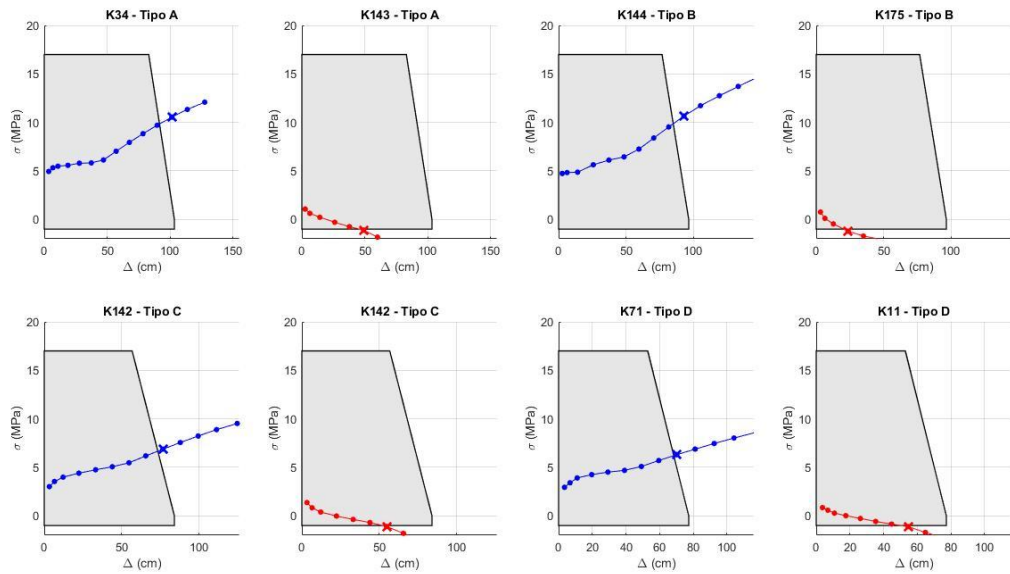 K34 - Tipo A
K143 - Tipo A
K144 - Tipo B
K175 - Tipo B
20
15
10
5
0
σ (MPa)
0 50 100 150
Δ (cm)
20
15
10
5
0
σ (MPa)
0 50 100 150
Δ (cm)
20
15
10
5
0
σ (MPa)
0 50 100
Δ (cm)
20
15
10
5
0
σ (MPa)
0 50 100
Δ (cm)
K142 - Tipo C
K142 - Tipo C
K71 - Tipo D
K11 - Tipo D
20
15
10
5
0
σ (MPa)
0 50 100
Δ (cm)
20
15
10
5
0
σ (MPa)
0 50 100
Δ (cm)
20
15
10
5
0
σ (MPa)
0 20 40 60 80 100
Δ (cm)
20
15
10
5
0
σ (MPa)
0 20 40 60 80 100
Δ (cm)